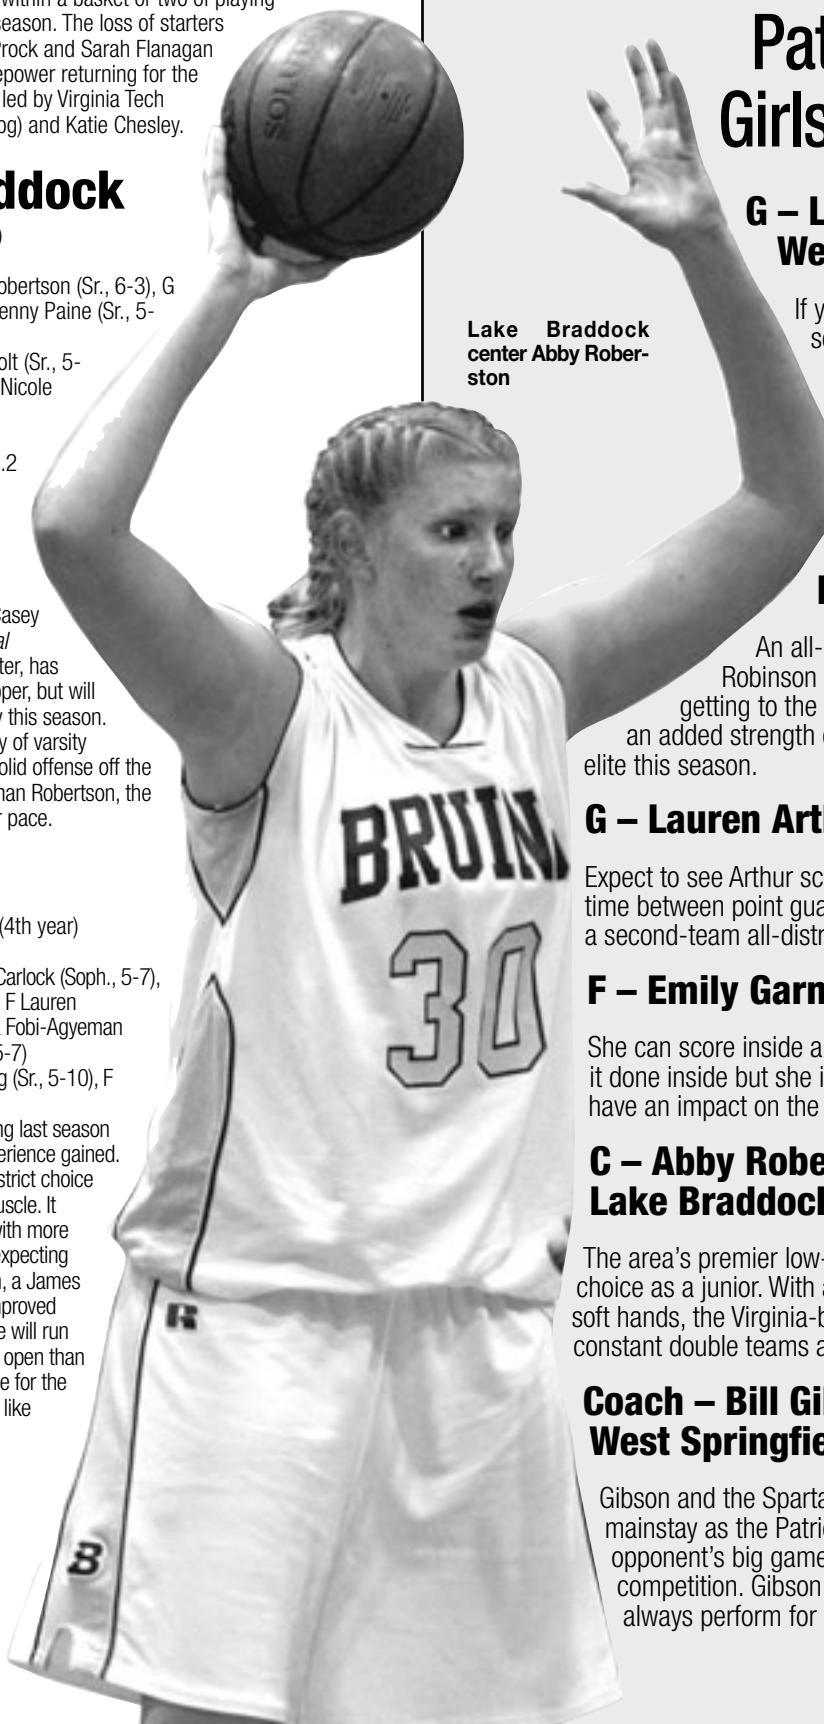 within a basket or two of playing
season. The loss of starters
rock and Sarah Flanagan
epower returning for the
led by Virginia Tech
og) and Katie Chesley.
ddock
)
obertson (Sr., 6-3), G
enny Paine (Sr., 5-
olt (Sr., 5-
Nicole
.2
Casey
al
ter, has
oper, but will
y this season.
y of varsity
olid offense off the
nan Robertson, the
r pace.
(4th year)
Carlock (Soph., 5-7),
F Lauren
Fobi-Agyeman
5-7)
g (Sr., 5-10), F
ng last season
erience gained.
strict choice
uscle. It
with more
expecting
, a James
mproved
e will run
open than
e for the
like
Lake Braddock
center Abby Rober-
ston
BRUIN
30
R
B
Pat
Girls
G – L
We
If y
so
An all-
Robinson
getting to the
an added strength
elite this season.
G – Lauren Art
Expect to see Arthur sc
time between point gua
a second-team all-distr
F – Emily Garn
She can score inside a
it done inside but she i
have an impact on the
C – Abby Robe
Lake Braddock
The area's premier low-
choice as a junior. With a
soft hands, the Virginia-b
constant double teams a
Coach – Bill Gi
West Springfie
Gibson and the Sparta
mainstay as the Patri
opponent's big game
competition. Gibson
always perform for